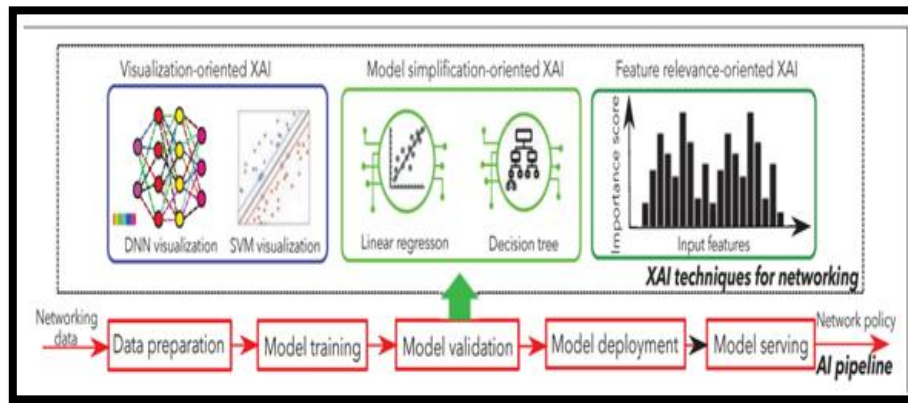 Visualization-oriented XAI
Model simplification-oriented XAI
Feature relevance-oriented XAI
DNN visualization
SVM visualization
Linear regresson
Decision tree
Importance score
Input features
XAI techniques for networking
Networking
data
Data preparation
Model training
Model validation
Model deployment
Model serving
Network policy
AI pipeline